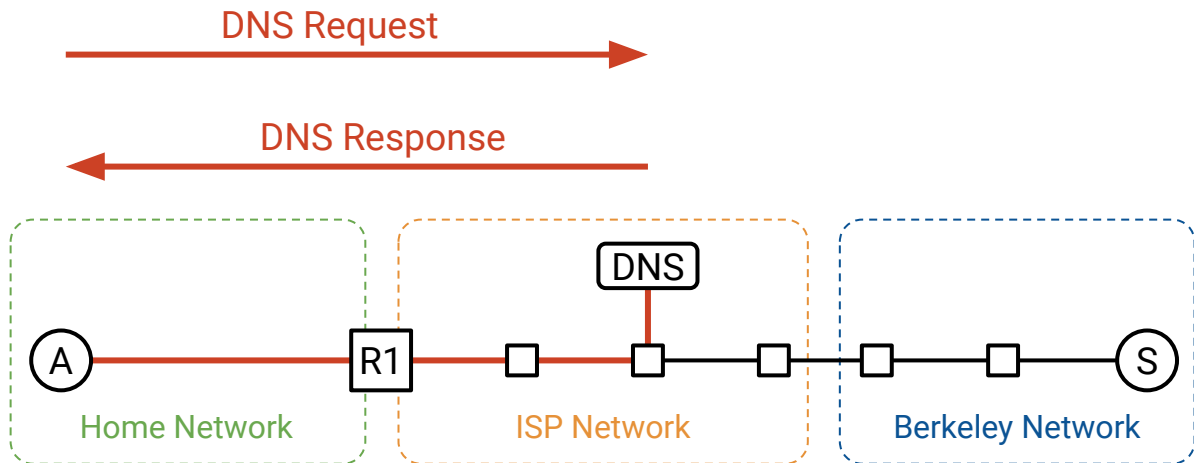 DNS Request
DNS Response
DNS
A
R1
S
Home Network
ISP Network
Berkeley Network